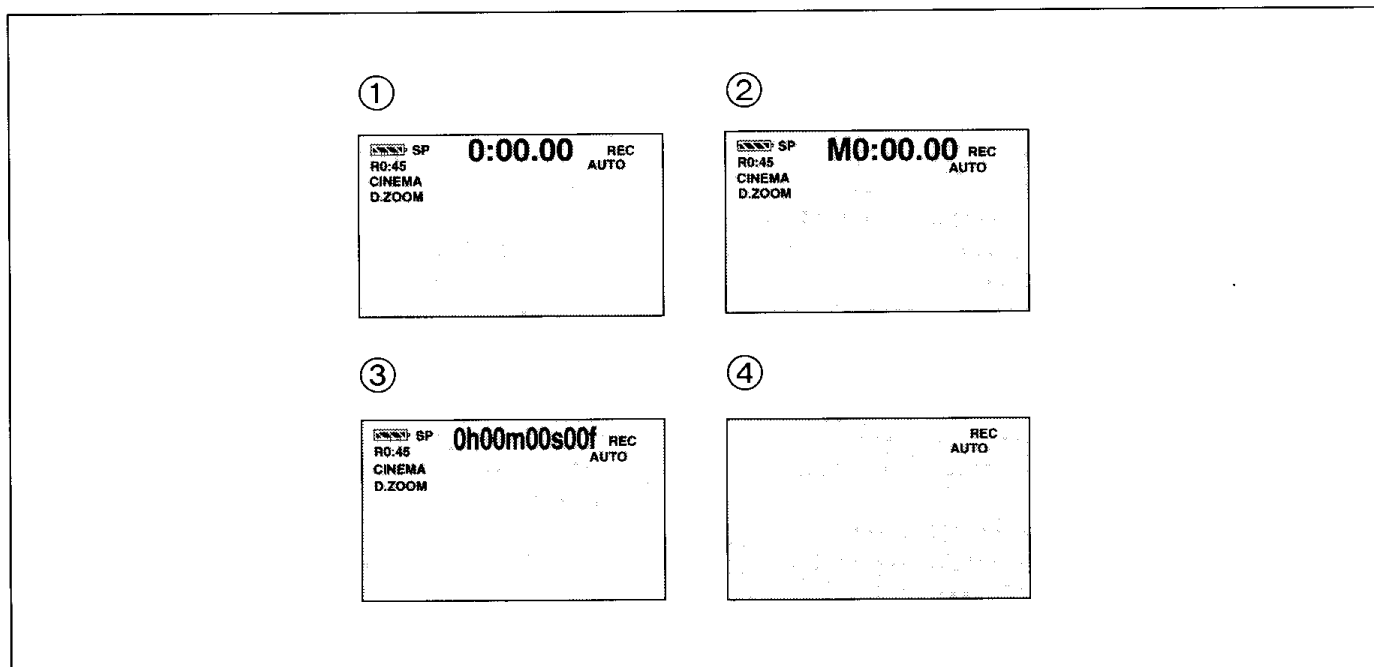 ①
SP 0:00.00 REC
R0:45 AUTO
CINEMA
D.ZOOM
②
SP M0:00.00 REC
R0:45 AUTO
CINEMA
D.ZOOM
③
SP 0h00m00s00f REC
R0:45 AUTO
CINEMA
D.ZOOM
④
REC
AUTO